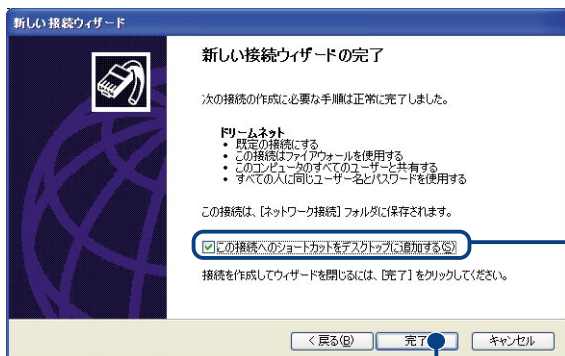 新しい接続ウィザード
新しい接続ウィザードの完了
次の接続の作成に必要な手順は正常に完了しました。
ドリームネット
• 既定の接続にする
• この接続はファイアウォールを使用する
• このコンピュータのすべてのユーザーと共有する
• すべての人に同じユーザー名とパスワードを使用する
この接続は、[ネットワーク接続] フォルダに保存されます。
この接続へのショートカットをデスクトップに追加する(S)
接続を作成してウィザードを閉じるには、[完了] をクリックしてください。
< 戻る(B)
完了
キャンセル